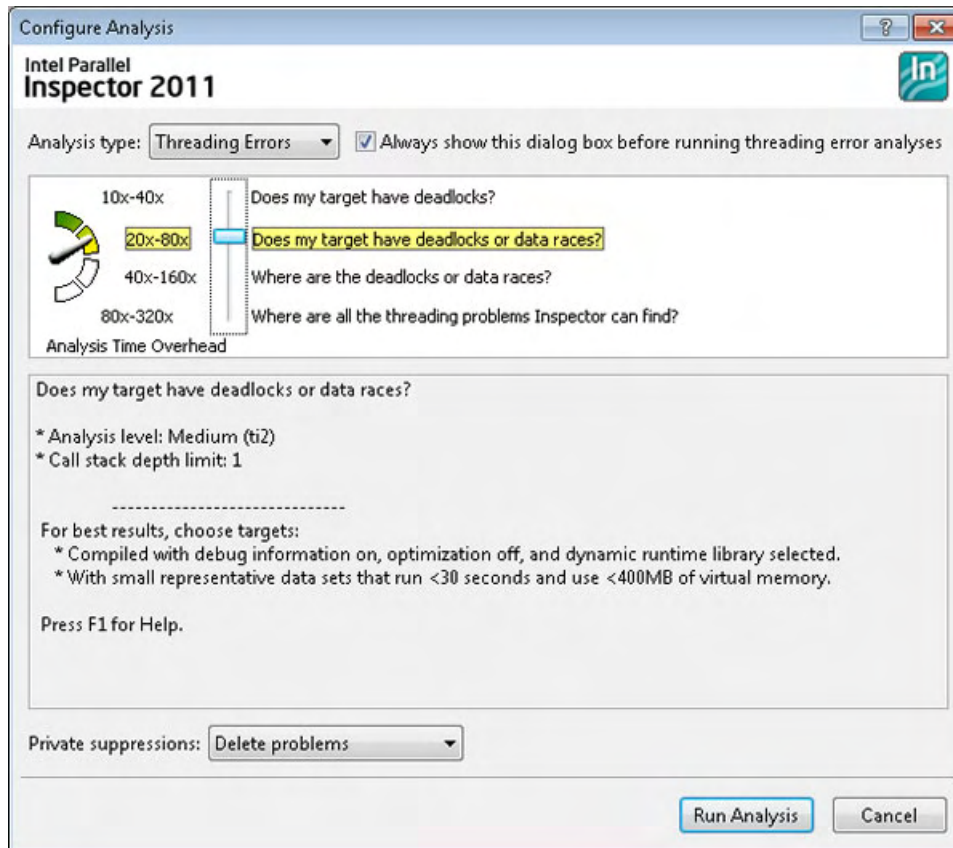 Configure Analysis
?
Intel Parallel
Inspector 2011
In
Analysis type: Threading Errors Always show this dialog box before running threading error analyses
10x-40x Does my target have deadlocks?
20x-80x Does my target have deadlocks or data races?
40x-160x Where are the deadlocks or data races?
80x-320x Where are all the threading problems Inspector can find?
Analysis Time Overhead
Does my target have deadlocks or data races?
* Analysis level: Medium (ti2)
* Call stack depth limit: 1
------------------------------
For best results, choose targets:
* Compiled with debug information on, optimization off, and dynamic runtime library selected.
* With small representative data sets that run <30 seconds and use <400MB of virtual memory.
Press F1 for Help.
Private suppressions: Delete problems
Run Analysis Cancel